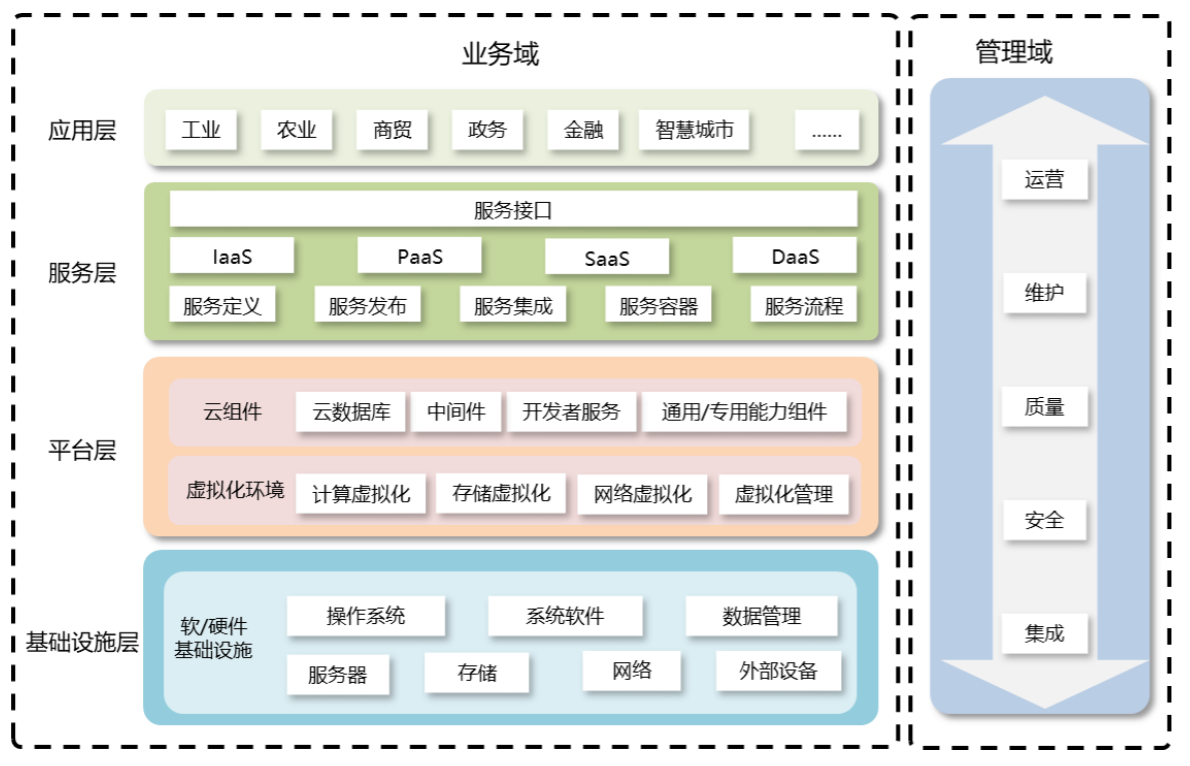 业务域
应用层
工业 农业 商贸 政务 金融 智慧城市 ......
服务层
服务接口
IaaS PaaS SaaS DaaS
服务定义 服务发布 服务集成 服务容器 服务流程
平台层
云组件 云数据库 中间件 开发者服务 通用/专用能力组件
虚拟化环境 计算虚拟化 存储虚拟化 网络虚拟化 虚拟化管理
基础设施层
软/硬件
基础设施
操作系统 系统软件 数据管理
服务器 存储 网络 外部设备
管理域
运营
维护
质量
安全
集成